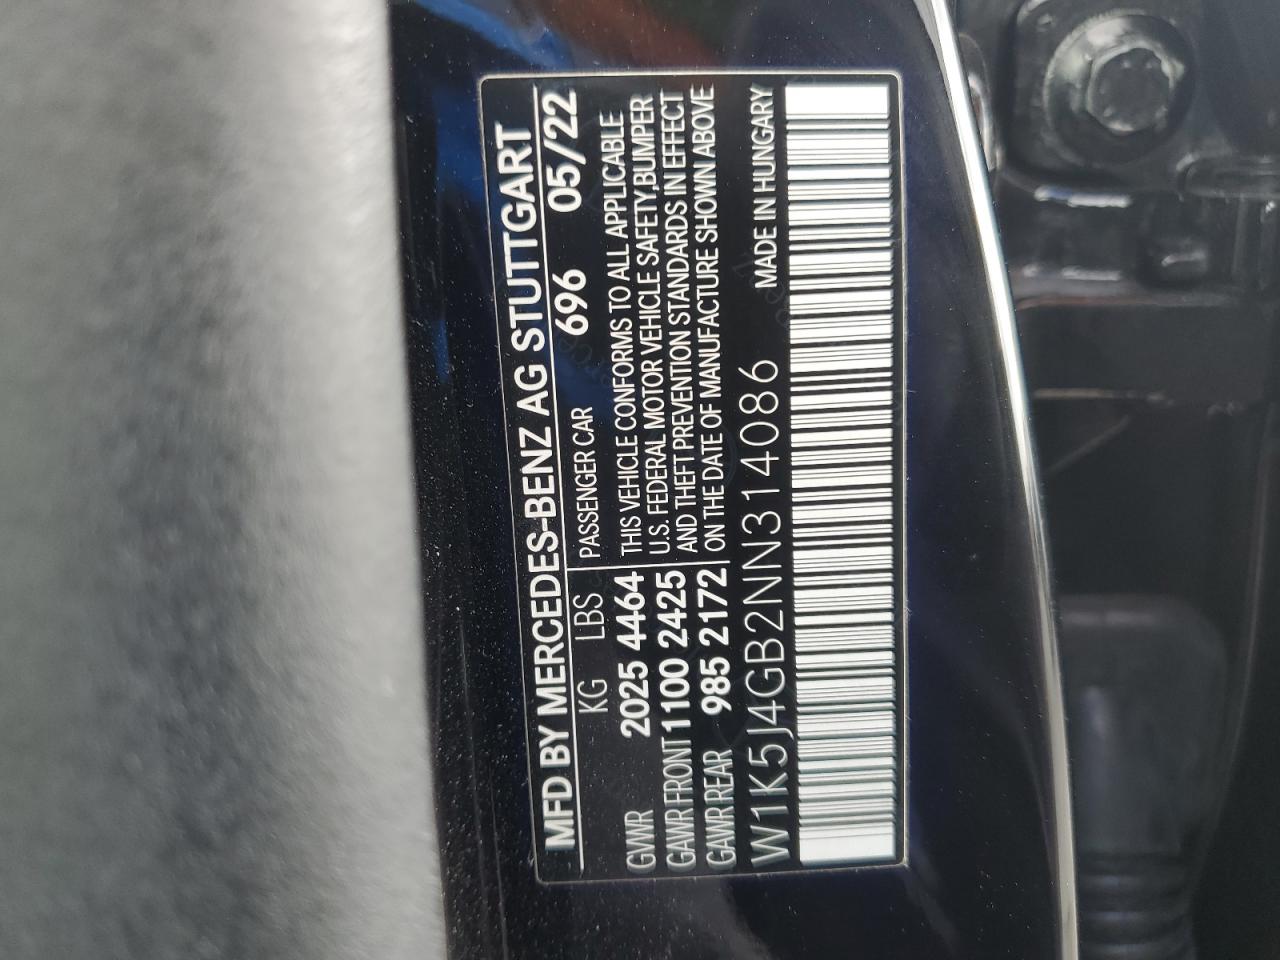 MFD BY MERCEDES-BENZ AG STUTTGART
KG LBS PASSENGER CAR 696 05/22
GVWR 2025 4464 THIS VEHICLE CONFORMS TO ALL APPLICABLE
GAWR FRONT 1100 2425 U.S. FEDERAL MOTOR VEHICLE SAFETY,BUMPER
GAWR REAR 985 2172 AND THEFT PREVENTION STANDARDS IN EFFECT
ON THE DATE OF MANUFACTURE SHOWN ABOVE
W1K5J4GB2NN314086 MADE IN HUNGARY